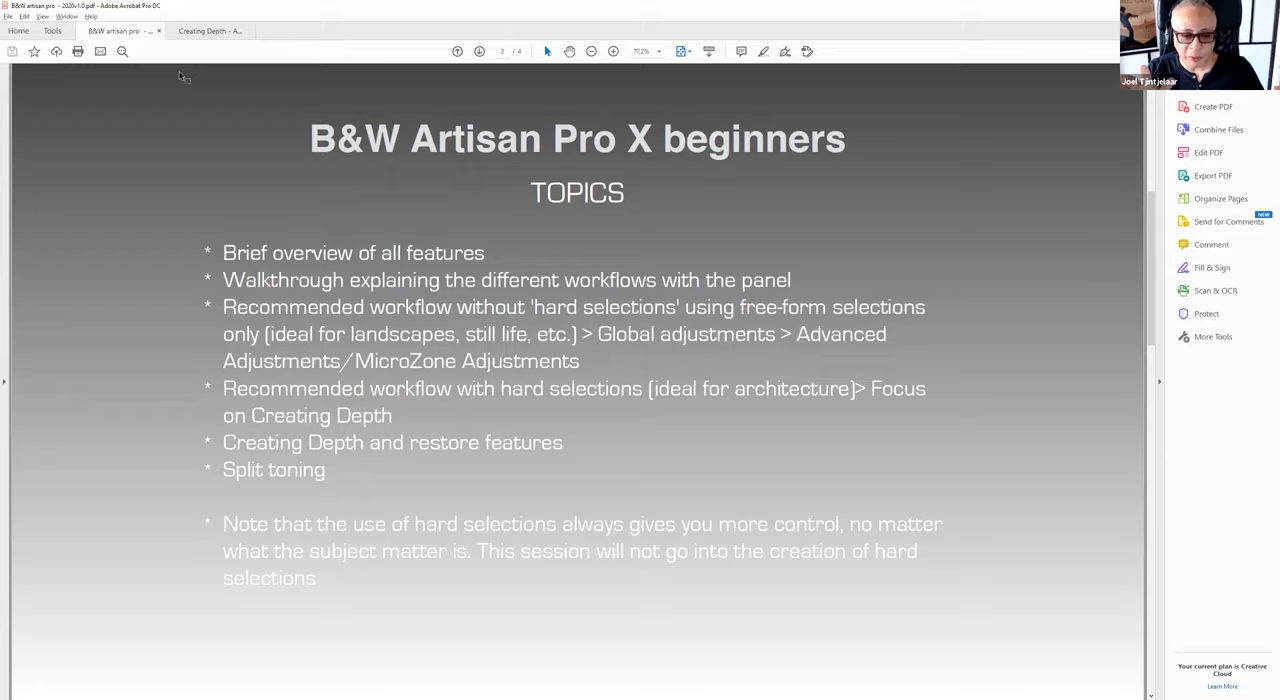 B&W artisan pro - 2020v1.0.pdf - Adobe Acrobat Pro DC
File Edit View Window Help
Home Tools B&W artisan pro - ... × Creating Depth - A...
2 / 4 77,2%
Joel Tjintjelaar
B&W Artisan Pro X beginners
TOPICS
* Brief overview of all features
* Walkthrough explaining the different workflows with the panel
* Recommended workflow without 'hard selections' using free-form selections
only (ideal for landscapes, still life, etc.) > Global adjustments > Advanced
Adjustments/MicroZone Adjustments
* Recommended workflow with hard selections (ideal for architecture)> Focus
on Creating Depth
* Creating Depth and restore features
* Split toning
* Note that the use of hard selections always gives you more control, no matter
what the subject matter is. This session will not go into the creation of hard
selections
Create PDF
Combine Files
Edit PDF
Export PDF
Organize Pages
NEW
Send for Comments
Comment
Fill & Sign
Scan & OCR
Protect
More Tools
Your current plan is Creative
Cloud
Learn More